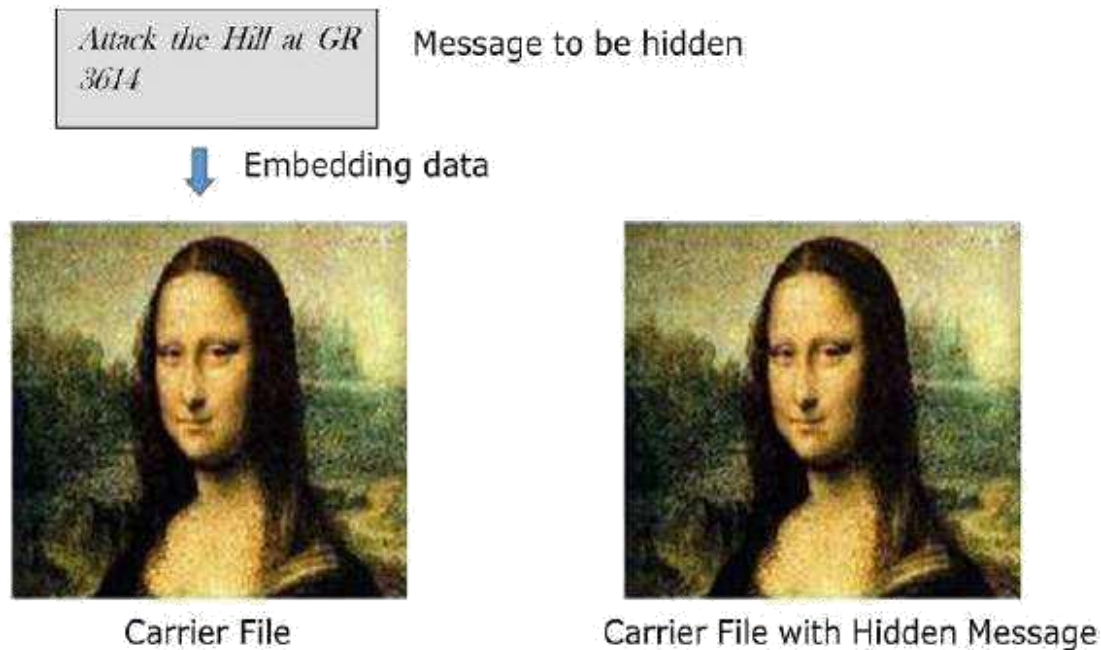 Attack the Hill at GR
3614
Message to be hidden
Embedding data
Carrier File
Carrier File with Hidden Message